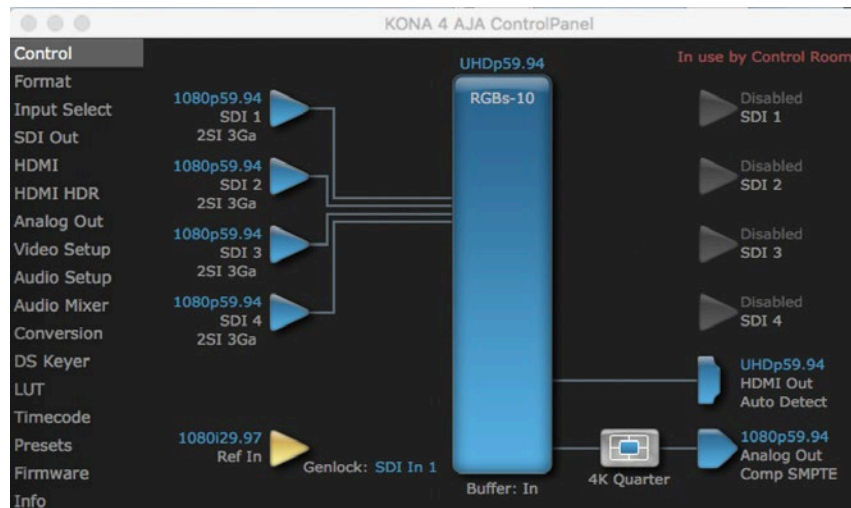 KONA 4 AJA ControlPanel
Control
Format
Input Select
SDI Out
HDMI
HDMI HDR
Analog Out
Video Setup
Audio Setup
Audio Mixer
Conversion
DS Keyer
LUT
Timecode
Presets
Firmware
Info
1080p59.94
SDI 1
2SI 3Ga
1080p59.94
SDI 2
2SI 3Ga
1080p59.94
SDI 3
2SI 3Ga
1080p59.94
SDI 4
2SI 3Ga
1080i29.97
Ref In
Genlock: SDI In 1
UHDp59.94
RGBs-10
Buffer: In
4K Quarter
In use by Control Room
Disabled
SDI 1
Disabled
SDI 2
Disabled
SDI 3
Disabled
SDI 4
UHDp59.94
HDMI Out
Auto Detect
1080p59.94
Analog Out
Comp SMPTE